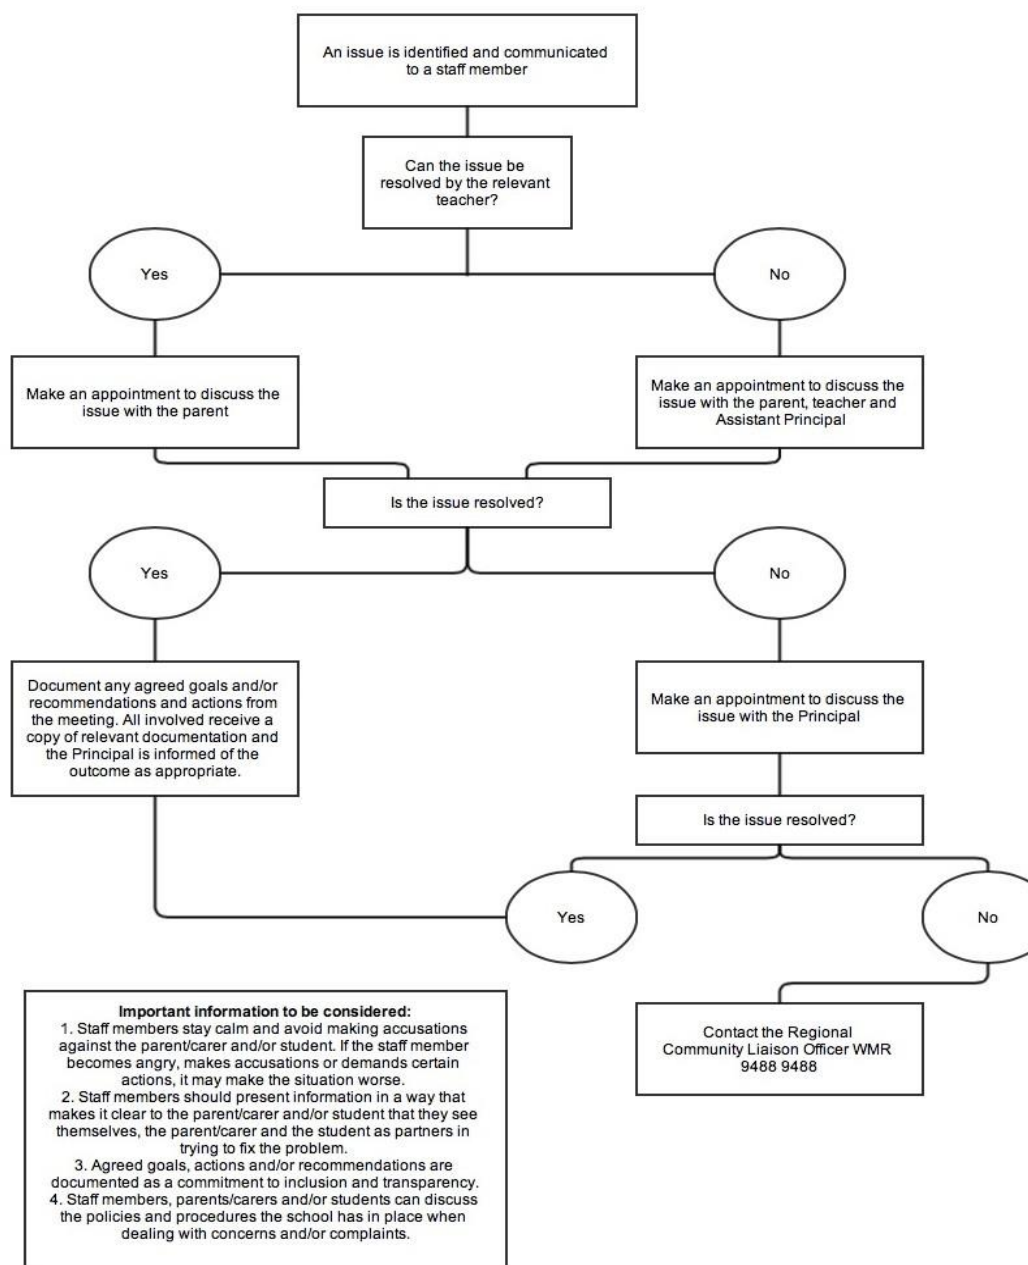 An issue is identified and communicated
to a staff member
Can the issue be
resolved by the relevant
teacher?
Yes
No
Make an appointment to discuss the
issue with the parent
Make an appointment to discuss the
issue with the parent, teacher and
Assistant Principal
Is the issue resolved?
Yes
No
Document any agreed goals and/or
recommendations and actions from
the meeting. All involved receive a
copy of relevant documentation and
the Principal is informed of the
outcome as appropriate.
Make an appointment to discuss the
issue with the Principal
Is the issue resolved?
Yes
No
Contact the Regional
Community Liaison Officer WMR
9488 9488
Important information to be considered:
1. Staff members stay calm and avoid making accusations
against the parent/carer and/or student. If the staff member
becomes angry, makes accusations or demands certain
actions, it may make the situation worse.
2. Staff members should present information in a way that
makes it clear to the parent/carer and/or student that they see
themselves, the parent/carer and the student as partners in
trying to fix the problem.
3. Agreed goals, actions and/or recommendations are
documented as a commitment to inclusion and transparency.
4. Staff members, parents/carers and/or students can discuss
the policies and procedures the school has in place when
dealing with concerns and/or complaints.